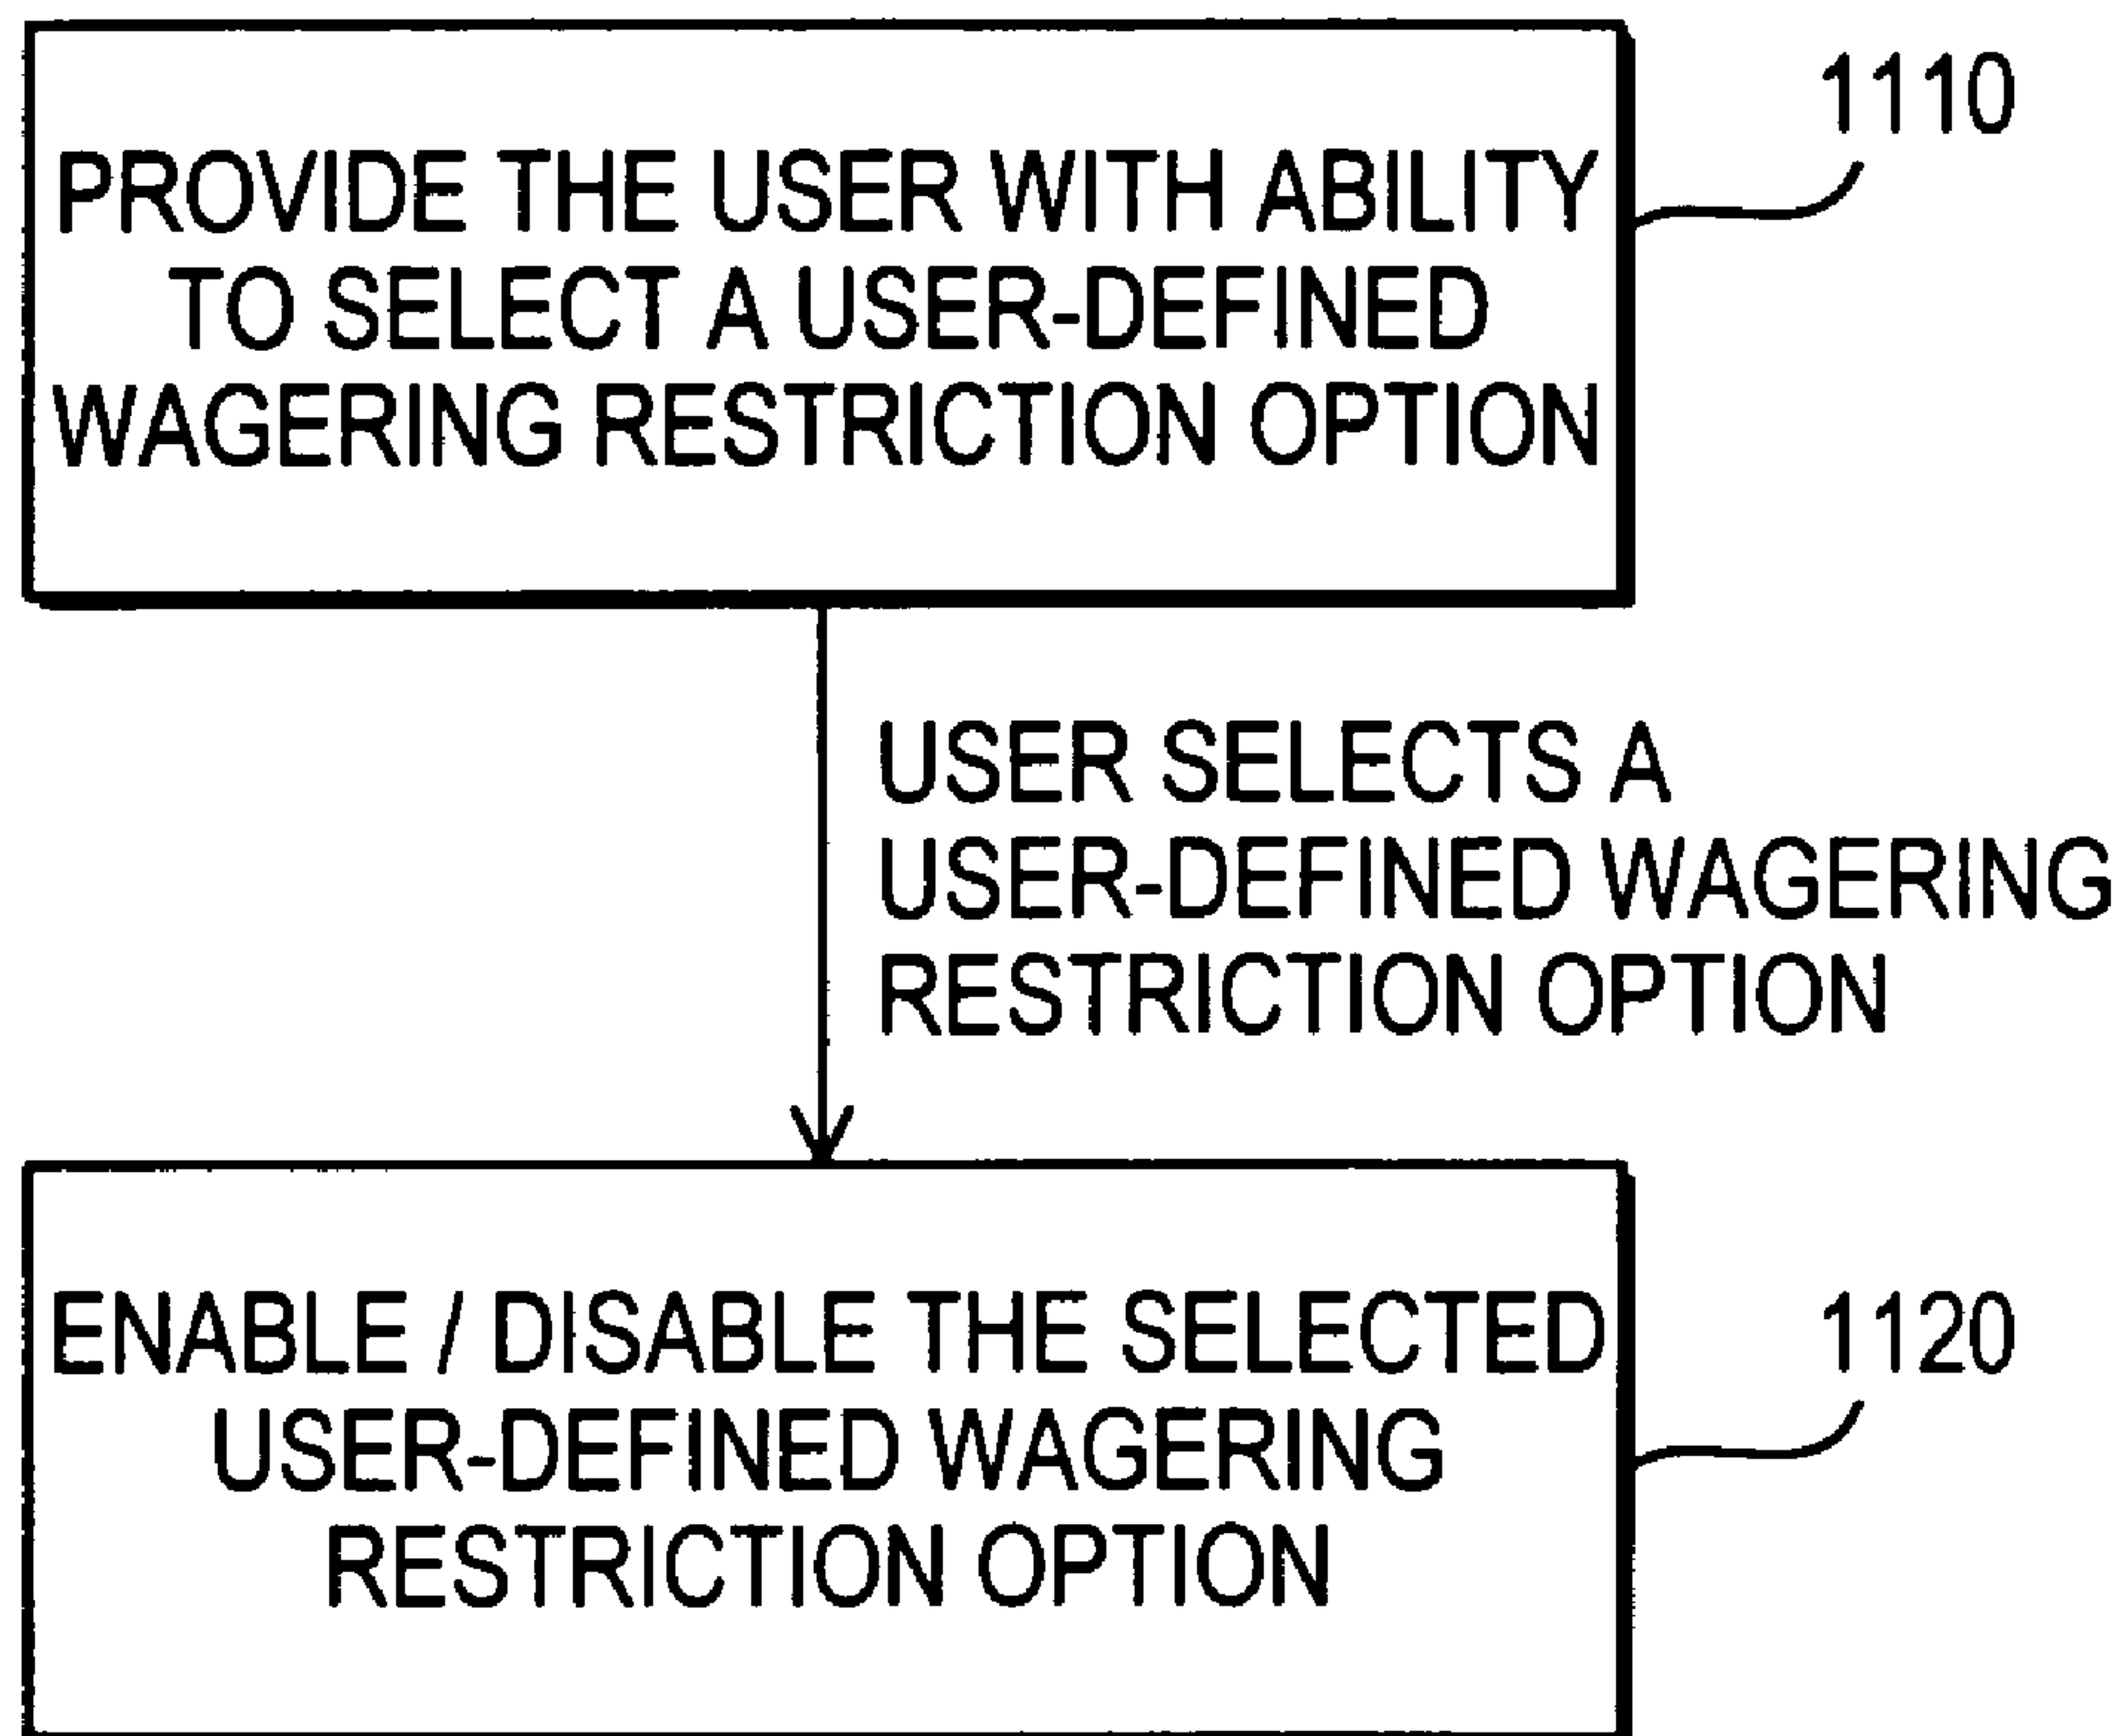 1110
PROVIDE THE USER WITH ABILITY
TO SELECT A USER-DEFINED
WAGERING RESTRICTION OPTION
USER SELECTS A
USER-DEFINED WAGERING
RESTRICTION OPTION
ENABLE / DISABLE THE SELECTED
USER-DEFINED WAGERING
RESTRICTION OPTION
1120